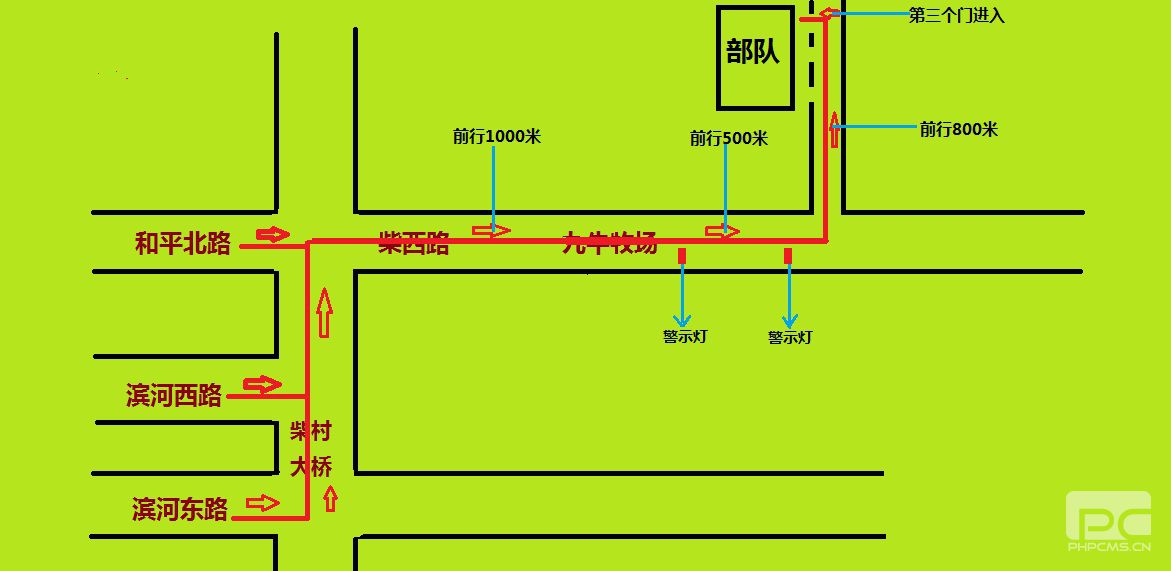 第三个门进入
部队
前行800米
前行1000米
前行500米
和平北路
柴西路
九牛牧场
警示灯
警示灯
滨河西路
柴村
大桥
滨河东路
PC
PHPCMS.CN